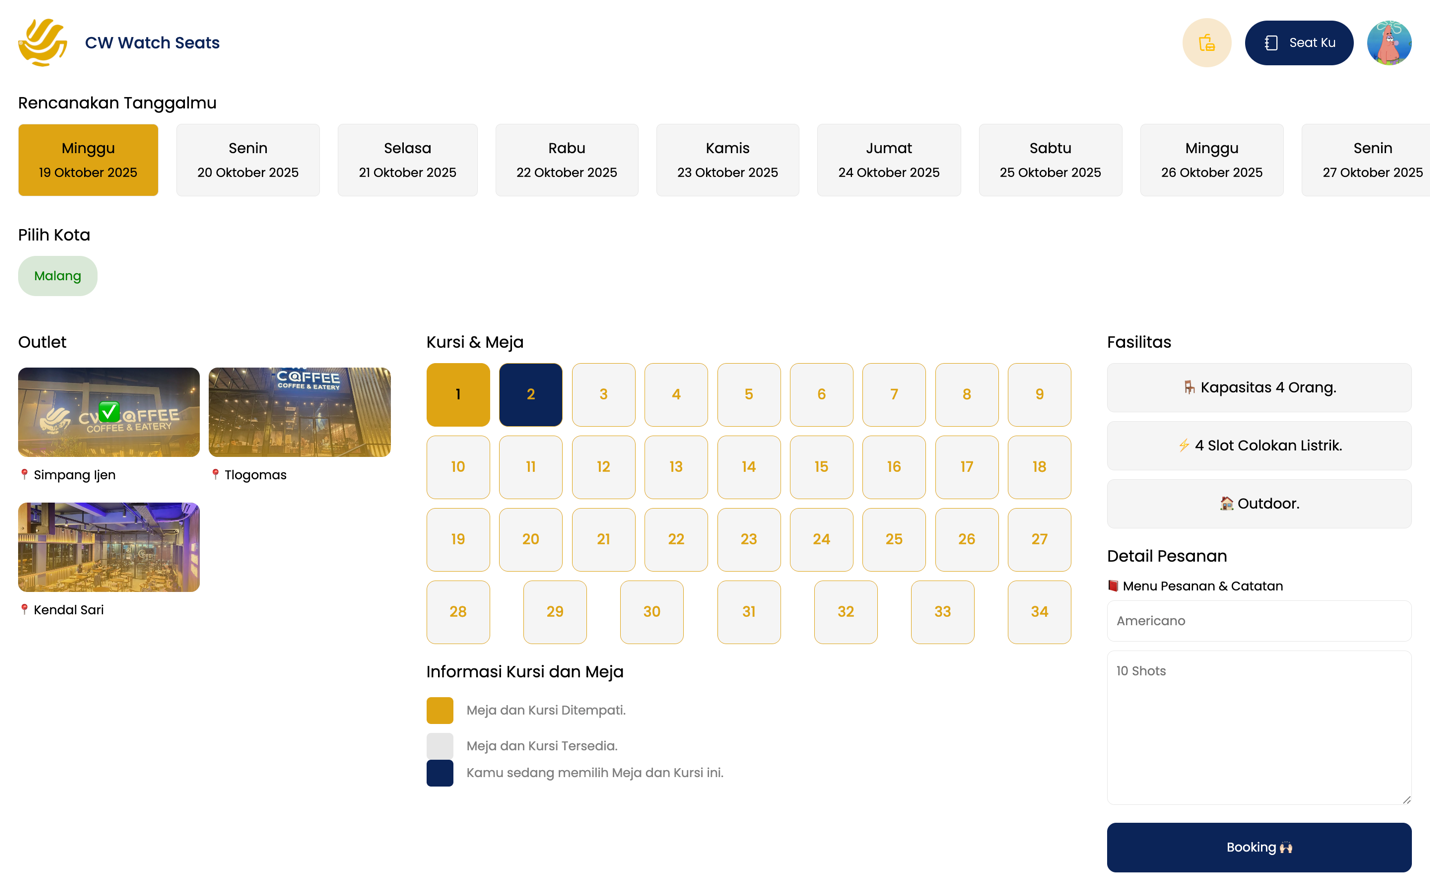 CW Watch Seats
Seat Ku
Rencanakan Tanggalmu
Minggu
19 Oktober 2025
Senin
20 Oktober 2025
Selasa
21 Oktober 2025
Rabu
22 Oktober 2025
Kamis
23 Oktober 2025
Jumat
24 Oktober 2025
Sabtu
25 Oktober 2025
Minggu
26 Oktober 2025
Senin
27 Oktober 2025
Pilih Kota
Malang
Outlet
COFFEE & EATERY
Simpang Ijen
CAFFEE
COFFEE & EATERY
Tlogomas
Kendal Sari
Kursi & Meja
1 2 3 4 5 6 7 8 9
10 11 12 13 14 15 16 17 18
19 20 21 22 23 24 25 26 27
28 29 30 31 32 33 34
Informasi Kursi dan Meja
Meja dan Kursi Ditempati.
Meja dan Kursi Tersedia.
Kamu sedang memilih Meja dan Kursi ini.
Fasilitas
Kapasitas 4 Orang.
4 Slot Colokan Listrik.
Outdoor.
Detail Pesanan
Menu Pesanan & Catatan
Americano
10 Shots
Booking